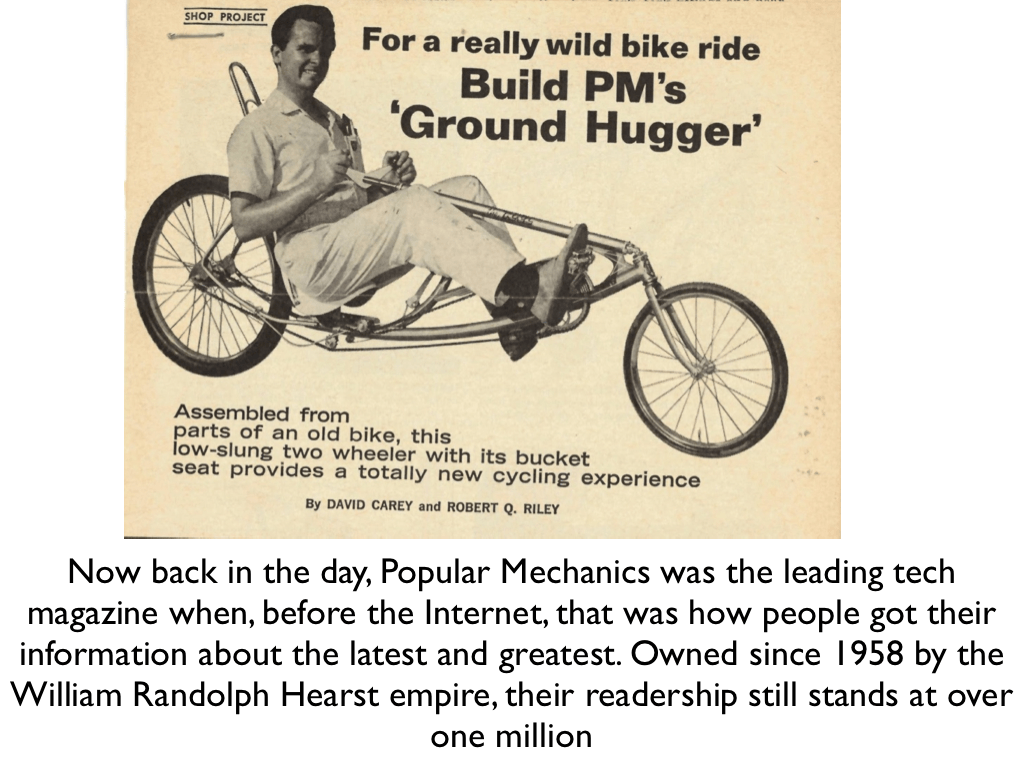 SHOP PROJECT
For a really wild bike ride
Build PM's
'Ground Hugger'
Assembled from
parts of an old bike, this
low-slung two wheeler with its bucket
seat provides a totally new cycling experience
By DAVID CAREY and ROBERT Q. RILEY
Now back in the day, Popular Mechanics was the leading tech
magazine when, before the Internet, that was how people got their
information about the latest and greatest. Owned since 1958 by the
William Randolph Hearst empire, their readership still stands at over
one million